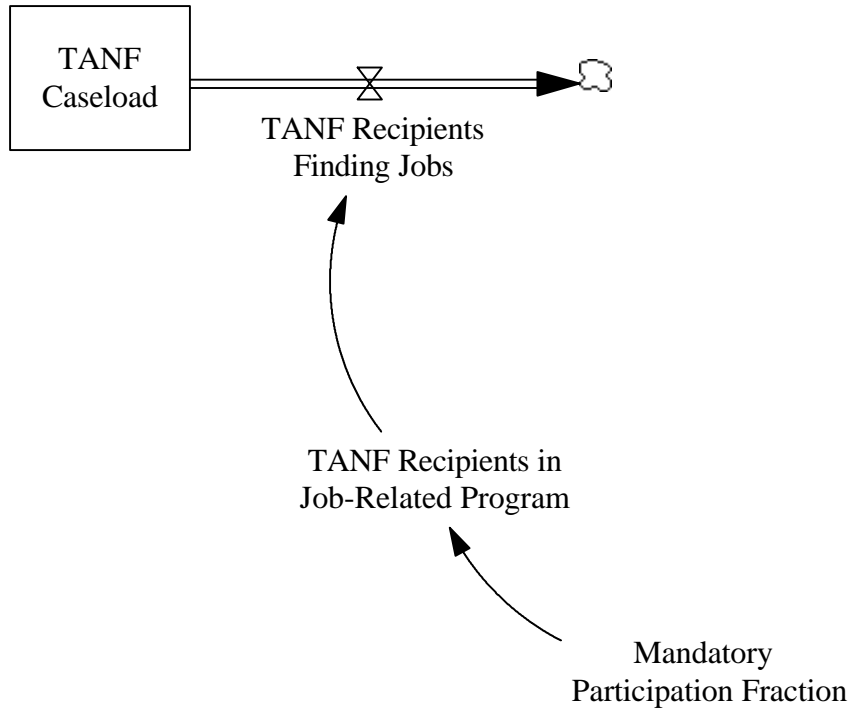 TANF
Caseload
TANF Recipients
Finding Jobs
TANF Recipients in
Job-Related Program
Mandatory
Participation Fraction